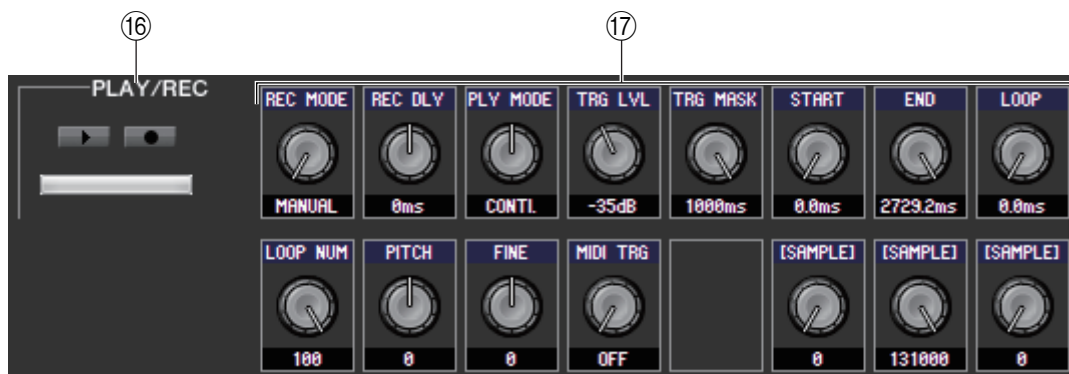 ⑯ ⑰
PLAY/REC
REC MODE REC DLY PLY MODE TRG LVL TRG MASK START END LOOP
MANUAL 0ms CONTI. -35dB 1000ms 0.0ms 2729.2ms 0.0ms
LOOP NUM PITCH FINE MIDI TRG [SAMPLE] [SAMPLE] [SAMPLE]
100 0 0 OFF 0 131000 0